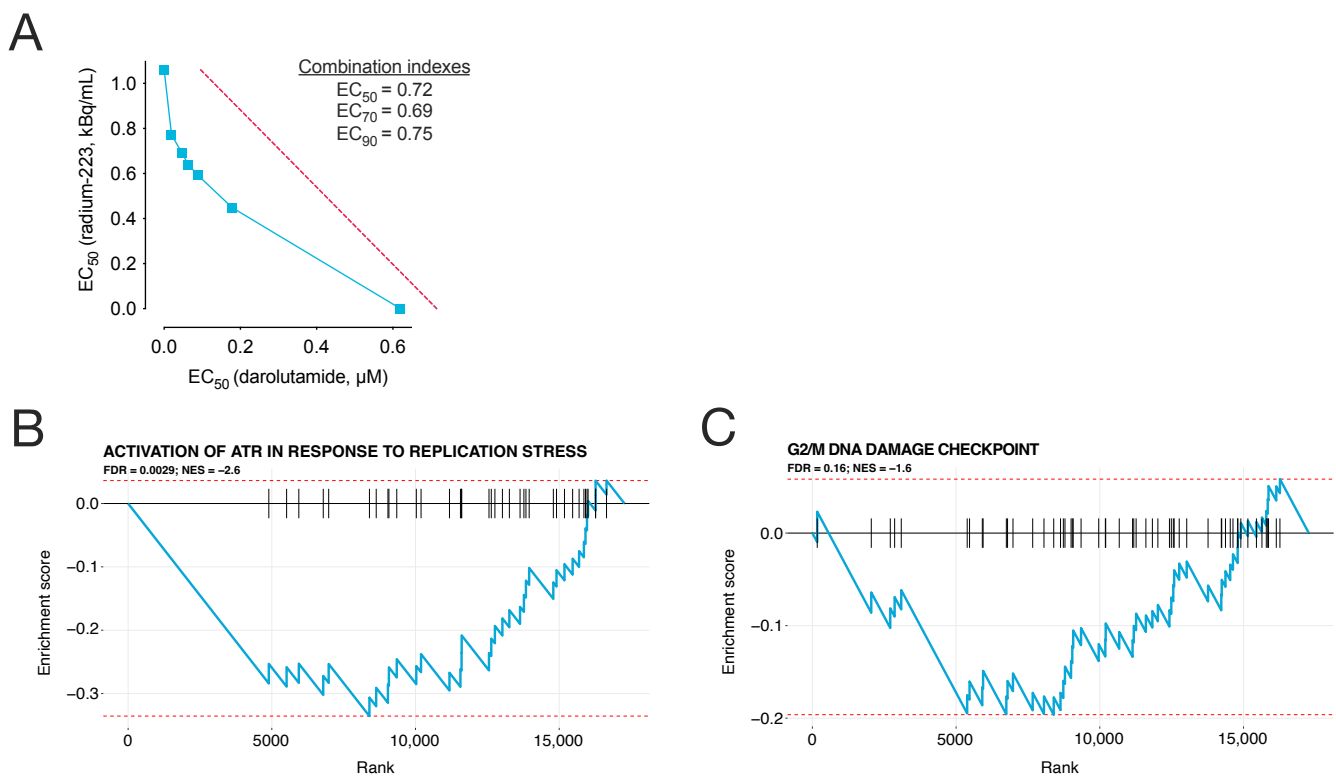 A
Combination indexes
EC50 = 0.72
EC70 = 0.69
EC90 = 0.75
EC50 (radium-223, kBq/mL)
1.0
0.8
0.6
0.4
0.2
0.0
0.0 0.2 0.4 0.6
EC50 (darolutamide, μM)
B
ACTIVATION OF ATR IN RESPONSE TO REPLICATION STRESS
FDR = 0.0029; NES = −2.6
Enrichment score
0.0
−0.1
−0.2
−0.3
0 5000 10,000 15,000
Rank
C
G2/M DNA DAMAGE CHECKPOINT
FDR = 0.16; NES = −1.6
Enrichment score
0.0
−0.1
−0.2
0 5000 10,000 15,000
Rank